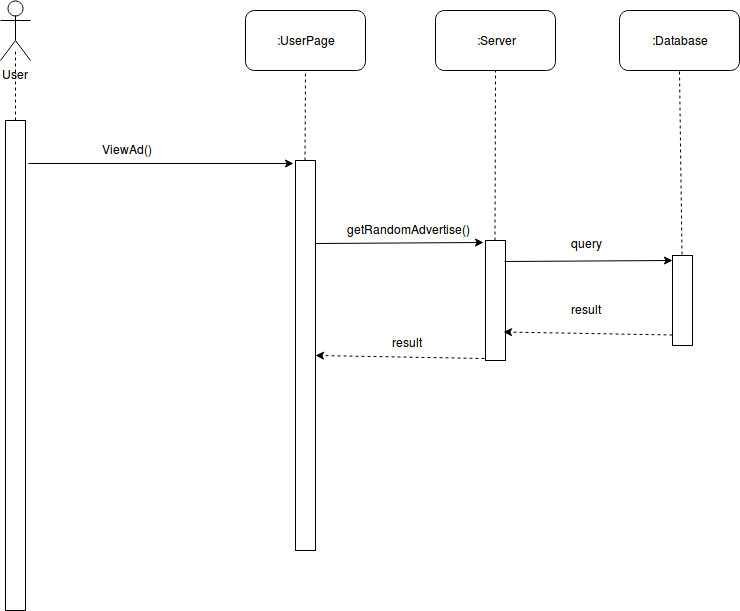 :UserPage
:Server
:Database
User
ViewAd()
getRandomAdvertise()
query
result
result